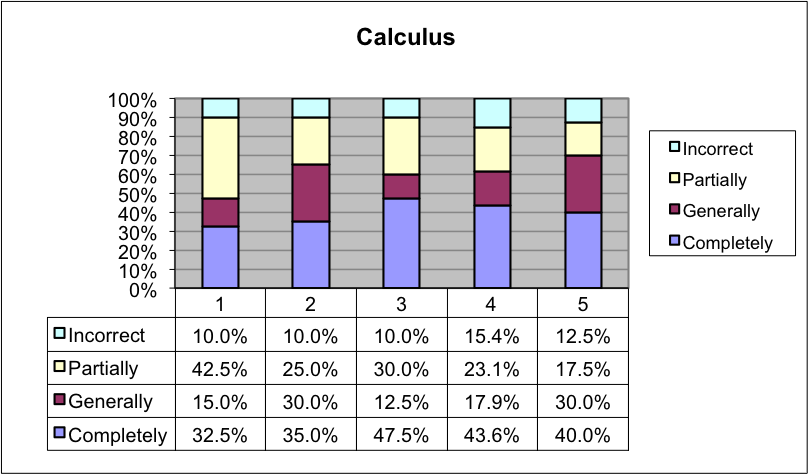 Calculus
100%
90%
80%
70%
60%
50%
40%
30%
20%
10%
0%
Incorrect
Partially
Generally
Completely
1 2 3 4 5
Incorrect 10.0% 10.0% 10.0% 15.4% 12.5%
Partially 42.5% 25.0% 30.0% 23.1% 17.5%
Generally 15.0% 30.0% 12.5% 17.9% 30.0%
Completely 32.5% 35.0% 47.5% 43.6% 40.0%